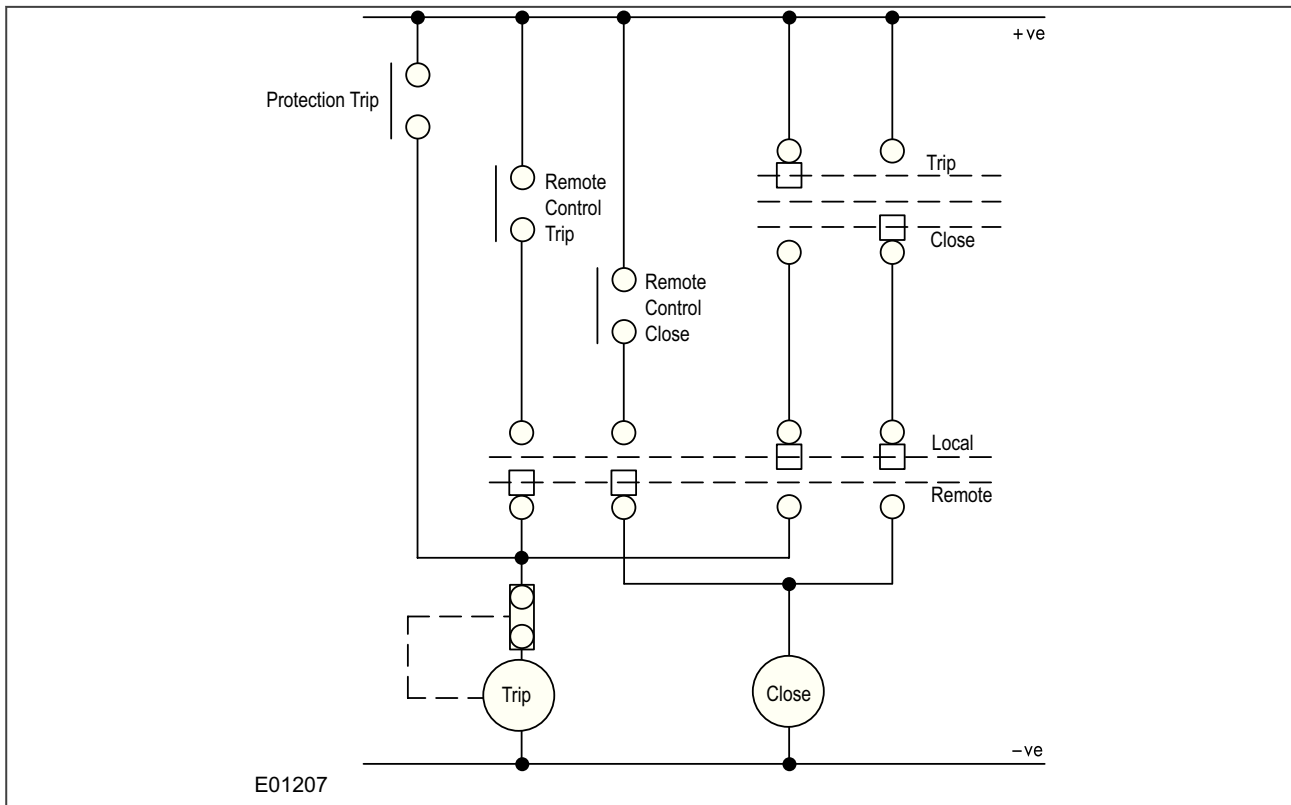 +ve
Protection Trip
Remote
Control
Trip
Remote
Control
Close
Trip
Close
Local
Remote
Trip
Close
–ve
E01207